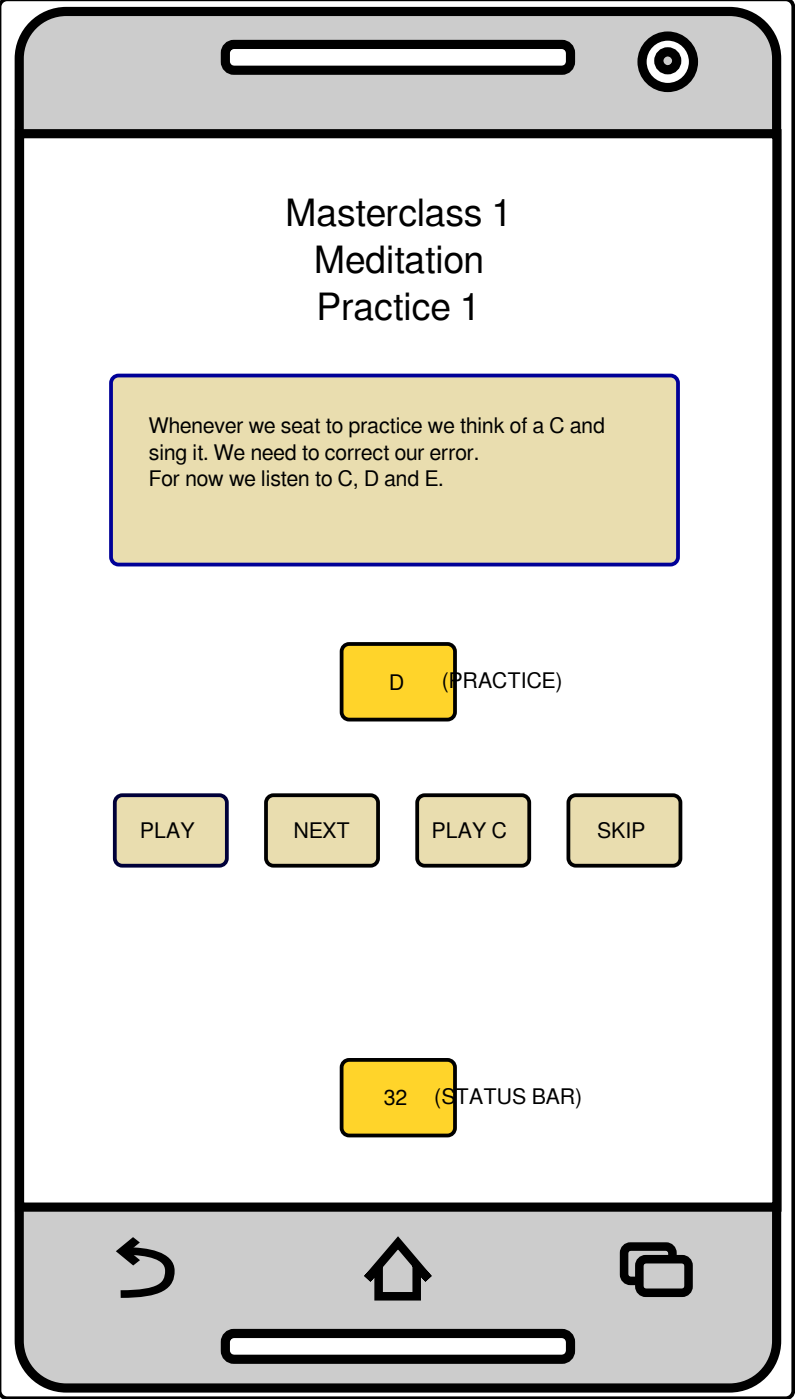 Masterclass 1
Meditation
Practice 1
Whenever we seat to practice we think of a C and
sing it. We need to correct our error.
For now we listen to C, D and E.
D (PRACTICE)
PLAY NEXT PLAY C SKIP
32 (STATUS BAR)